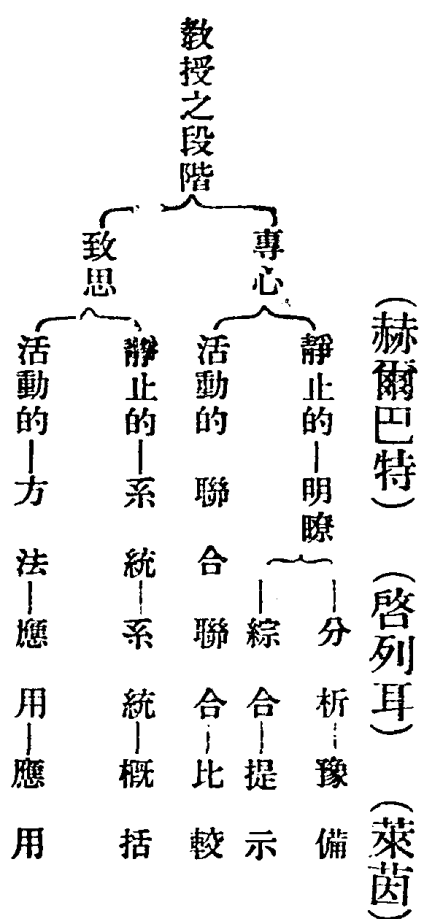 (赫爾巴特) (啓列耳) (萊茵)
教授之段階
專心
靜止的—明瞭
—分析—豫備
—綜合—提示
活動的 聯合 聯合—比較
致思
靜止的—系統—系統—概括
活動的—方法—應用—應用